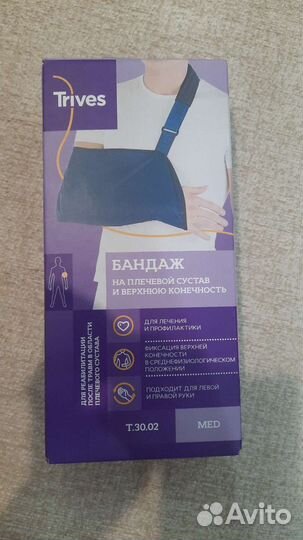 Trives
БАНДАЖ
НА ПЛЕЧЕВОЙ СУСТАВ
И ВЕРХНЮЮ КОНЕЧНОСТЬ
ДЛЯ РЕАБИЛИТАЦИИ
ПОСЛЕ ТРАВМ В ОБЛАСТИ
ПЛЕЧЕВОГО СУСТАВА
ДЛЯ ЛЕЧЕНИЯ
И ПРОФИЛАКТИКИ
ФИКСАЦИЯ ВЕРХНЕЙ
КОНЕЧНОСТИ
В СРЕДНЕФИЗИОЛОГИЧЕСКОМ
ПОЛОЖЕНИИ
ПОДХОДИТ ДЛЯ ЛЕВОЙ
И ПРАВОЙ РУКИ
T.30.02
MED
Avito